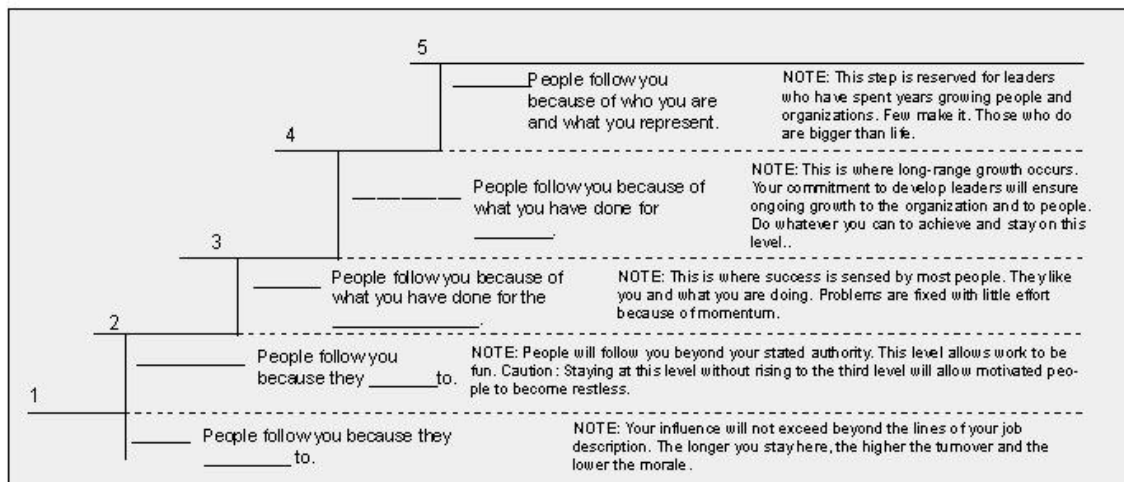 5
_______ People follow you
because of who you are
and what you represent.
NOTE: This step is reserved for leaders
who have spent years growing people and
organizations. Few make it. Those who do
are bigger than life.
4
__________ People follow you because of
what you have done for
_________.
NOTE: This is where long-range growth occurs.
Your commitment to develop leaders will ensure
ongoing growth to the organization and to people.
Do whatever you can to achieve and stay on this
level..
3
_______ People follow you because of
what you have done for the
_________________.
NOTE: This is where success is sensed by most people. They like
you and what you are doing. Problems are fixed with little effort
because of momentum.
2
____________ People follow you
because they _______to.
NOTE: People will follow you beyond your stated authority. This level allows work to be
fun. Caution: Staying at this level without rising to the third level will allow motivated peo-
ple to become restless.
1
_______ People follow you because they
__________ to.
NOTE: Your influence will not exceed beyond the lines of your job
description. The longer you stay here, the higher the turnover and the
lower the morale.